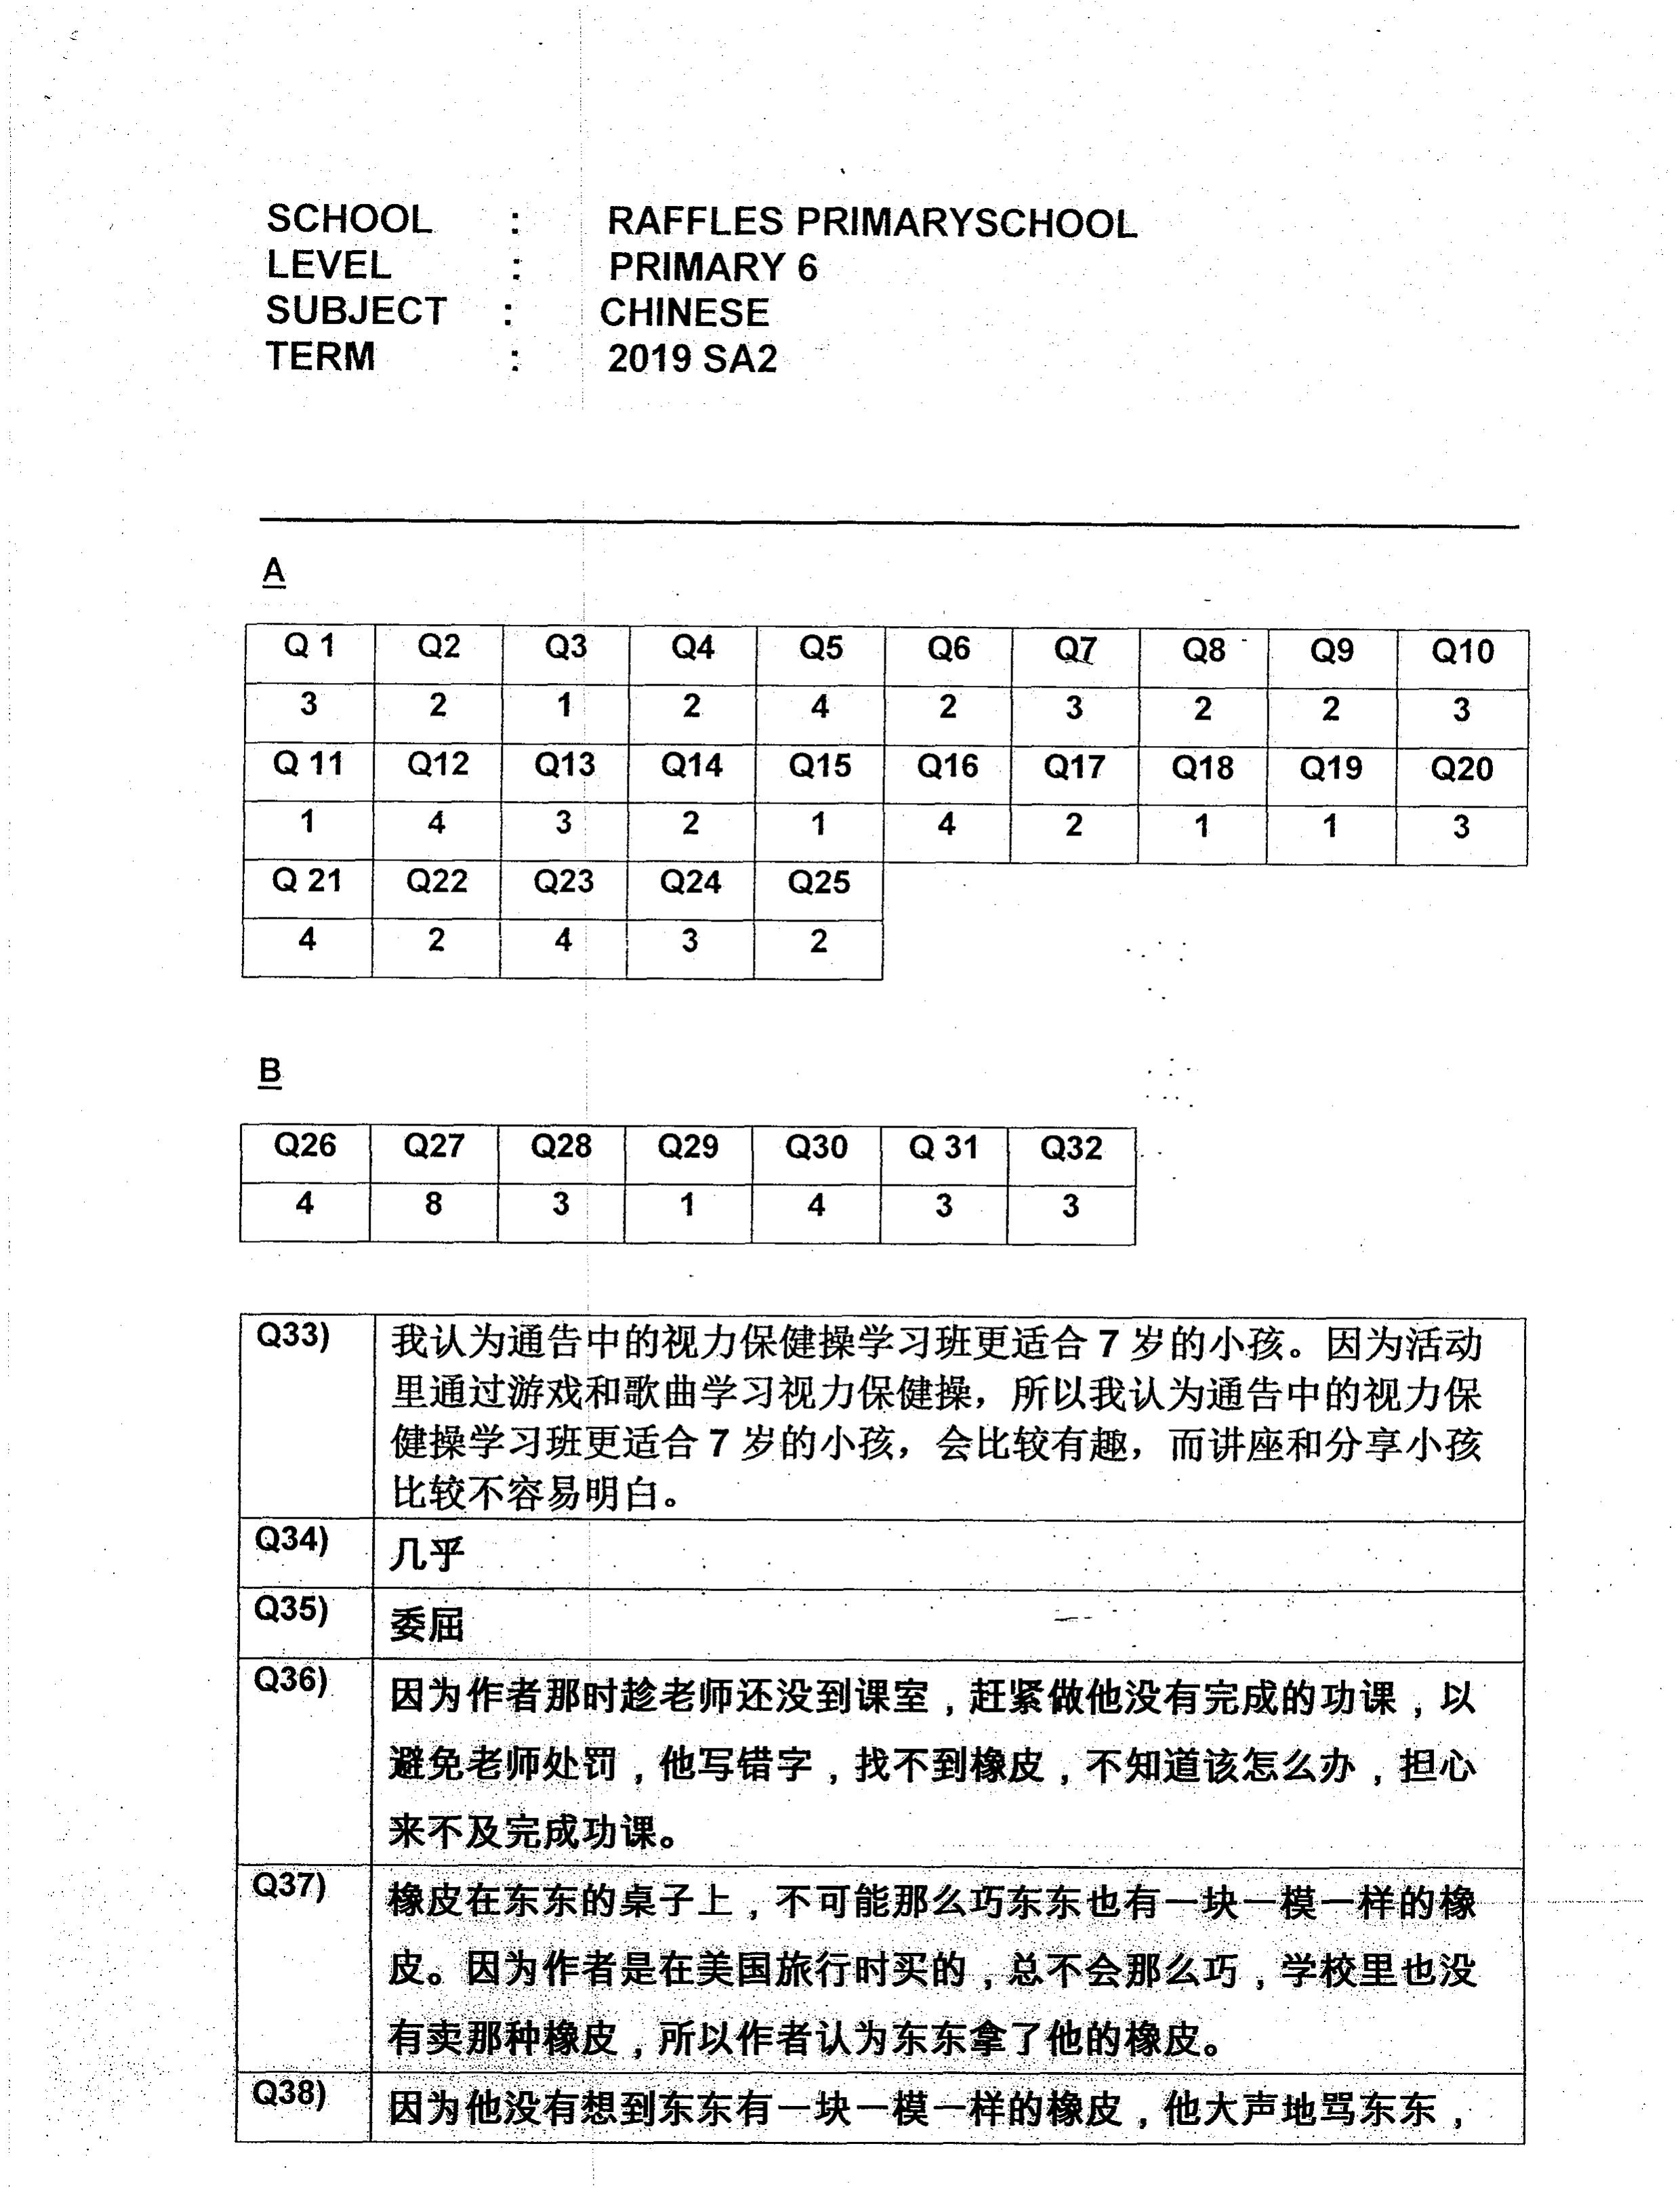 SCHOOL : RAFFLES PRIMARYSCHOOL
LEVEL : PRIMARY 6
SUBJECT : CHINESE
TERM : 2019 SA2
A
Q 1 Q2 Q3 Q4 Q5 Q6 Q7 Q8 Q9 Q10
3 2 1 2 4 2 3 2 2 3
Q 11 Q12 Q13 Q14 Q15 Q16 Q17 Q18 Q19 Q20
1 4 3 2 1 4 2 1 1 3
Q 21 Q22 Q23 Q24 Q25
4 2 4 3 2
B
Q26 Q27 Q28 Q29 Q30 Q 31 Q32
4 8 3 1 4 3 3
Q33) 我认为通告中的视力保健操学习班更适合 7 岁的小孩。因为活动
里通过游戏和歌曲学习视力保健操，所以我认为通告中的视力保
健操学习班更适合 7 岁的小孩，会比较有趣，而讲座和分享小孩
比较不容易明白。
Q34) 几乎
Q35) 委屈
Q36) 因为作者那时趁老师还没到课室，赶紧做他没有完成的功课，以
避免老师处罚，他写错字，找不到橡皮，不知道该怎么办，担心
来不及完成功课。
Q37) 橡皮在东东的桌子上，不可能那么巧东东也有一块一模一样的橡
皮。因为作者是在美国旅行时买的，总不会那么巧，学校里也没
有卖那种橡皮，所以作者认为东东拿了他的橡皮。
Q38) 因为他没有想到东东有一块一模一样的橡皮，他大声地骂东东，